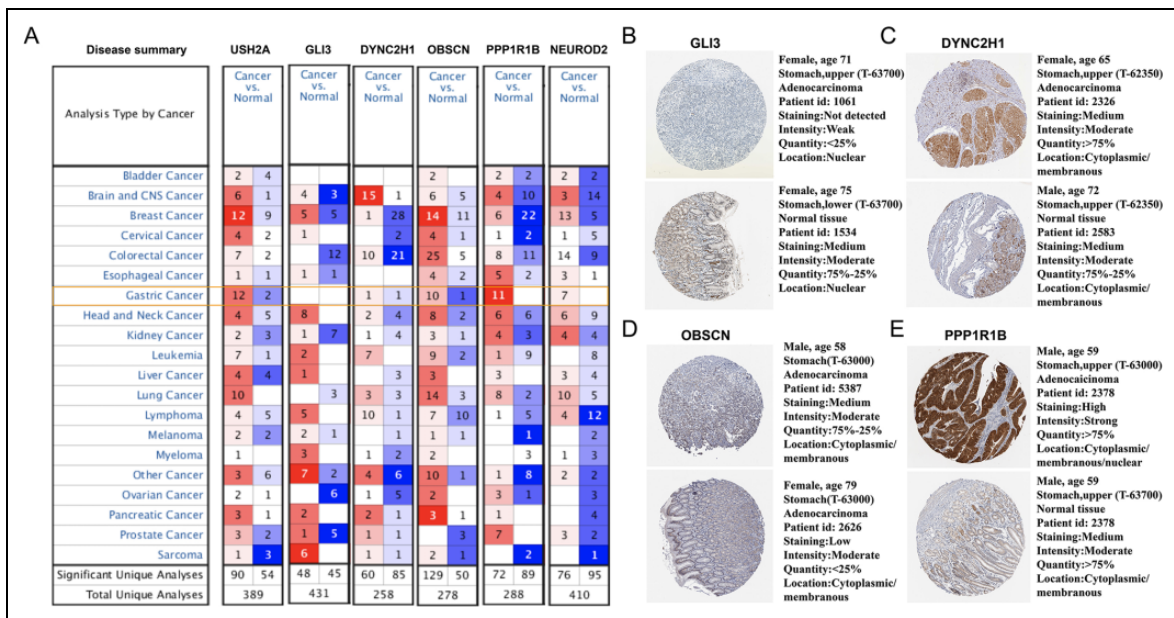 A
Disease summary USH2A GLI3 DYNC2H1 OBSCN PPP1R1B NEUROD2
Analysis Type by Cancer Cancer vs. Normal Cancer vs. Normal Cancer vs. Normal Cancer vs. Normal Cancer vs. Normal Cancer vs. Normal
Bladder Cancer 2 4 2 2 2 2 2
Brain and CNS Cancer 6 1 4 3 15 1 6 5 4 10 3 14
Breast Cancer 12 9 5 5 1 28 14 11 6 22 13 5
Cervical Cancer 4 2 1 2 4 1 2 1 5
Colorectal Cancer 7 2 12 10 21 25 5 8 11 14 9
Esophageal Cancer 1 1 1 1 4 2 5 2 3 1
Gastric Cancer 12 2 1 1 10 1 11 7
Head and Neck Cancer 4 5 8 2 4 8 2 6 6 6 9
Kidney Cancer 2 3 1 7 1 4 3 1 4 3 4 4
Leukemia 7 1 2 7 9 2 1 9 8
Liver Cancer 4 4 1 3 3 1 3 4
Lung Cancer 10 3 3 3 14 3 8 2 10 5
Lymphoma 4 5 5 10 1 7 10 2 5 4 12
Melanoma 2 2 2 1 1 1 1 2
Myeloma 3 1 2 2 1 1 3
Other Cancer 3 6 7 2 4 6 10 1 1 8 2 2
Ovarian Cancer 2 1 6 1 5 2 3 1 3
Pancreatic Cancer 3 1 2 2 1 3 1 1 4
Prostate Cancer 3 2 1 5 1 1 3 7 3 2
Sarcoma 1 3 6 1 1 2 1 2 1
Significant Unique Analyses 90 54 48 45 60 85 129 50 72 89 76 95
Total Unique Analyses 389 431 258 278 288 410
B
GLI3
Female, age 71
Stomach,upper (T-63700)
Adenocarcinoma
Patient id: 1061
Staining:Not detected
Intensity:Weak
Quantity:<25%
Location:Nuclear
Female, age 75
Stomach,lower (T-63700)
Normal tissue
Patient id: 1534
Staining:Medium
Intensity:Moderate
Quantity:75%-25%
Location:Nuclear
C
DYNC2H1
Female, age 65
Stomach,upper (T-62350)
Adenocarcinoma
Patient id: 2326
Staining:Medium
Intensity:Moderate
Quantity:>75%
Location:Cytoplasmic/
membranous
Male, age 72
Stomach,upper (T-62350)
Normal tissue
Patient id: 2583
Staining:Medium
Intensity:Moderate
Quantity:75%-25%
Location:Cytoplasmic/
membranous
D
OBSCN
Male, age 58
Stomach(T-63000)
Adenocarcinoma
Patient id: 5387
Staining:Medium
Intensity:Moderate
Quantity:75%-25%
Location:Cytoplasmic/
membranous
Female, age 79
Stomach(T-63000)
Adenocarcinoma
Patient id: 2626
Staining:Low
Intensity:Moderate
Quantity:<25%
Location:Cytoplasmic/
membranous
E
PPP1R1B
Male, age 59
Stomach,upper (T-63000)
Adenocaicinoma
Patient id: 2378
Staining:High
Intensity:Strong
Quantity:>75%
Location:Cytoplasmic/
membranous/nuclear
Male, age 59
Stomach,upper (T-63700)
Normal tissue
Patient id: 2378
Staining:Medium
Intensity:Moderate
Quantity:>75%
Location:Cytoplasmic/
membranous